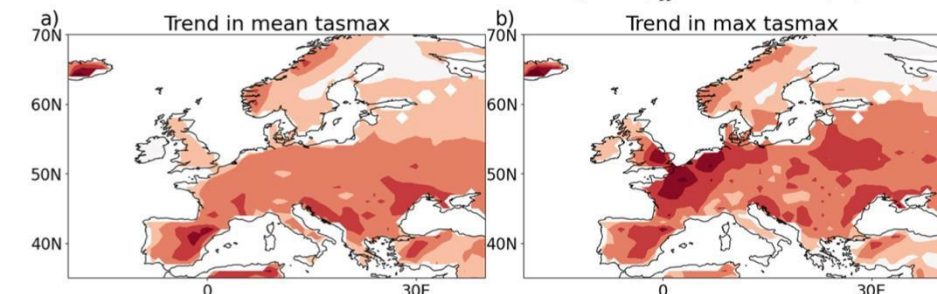 a) Trend in mean tasmax
70N
60N
50N
40N
0 30E
b) Trend in max tasmax
70N
60N
50N
40N
0 30E